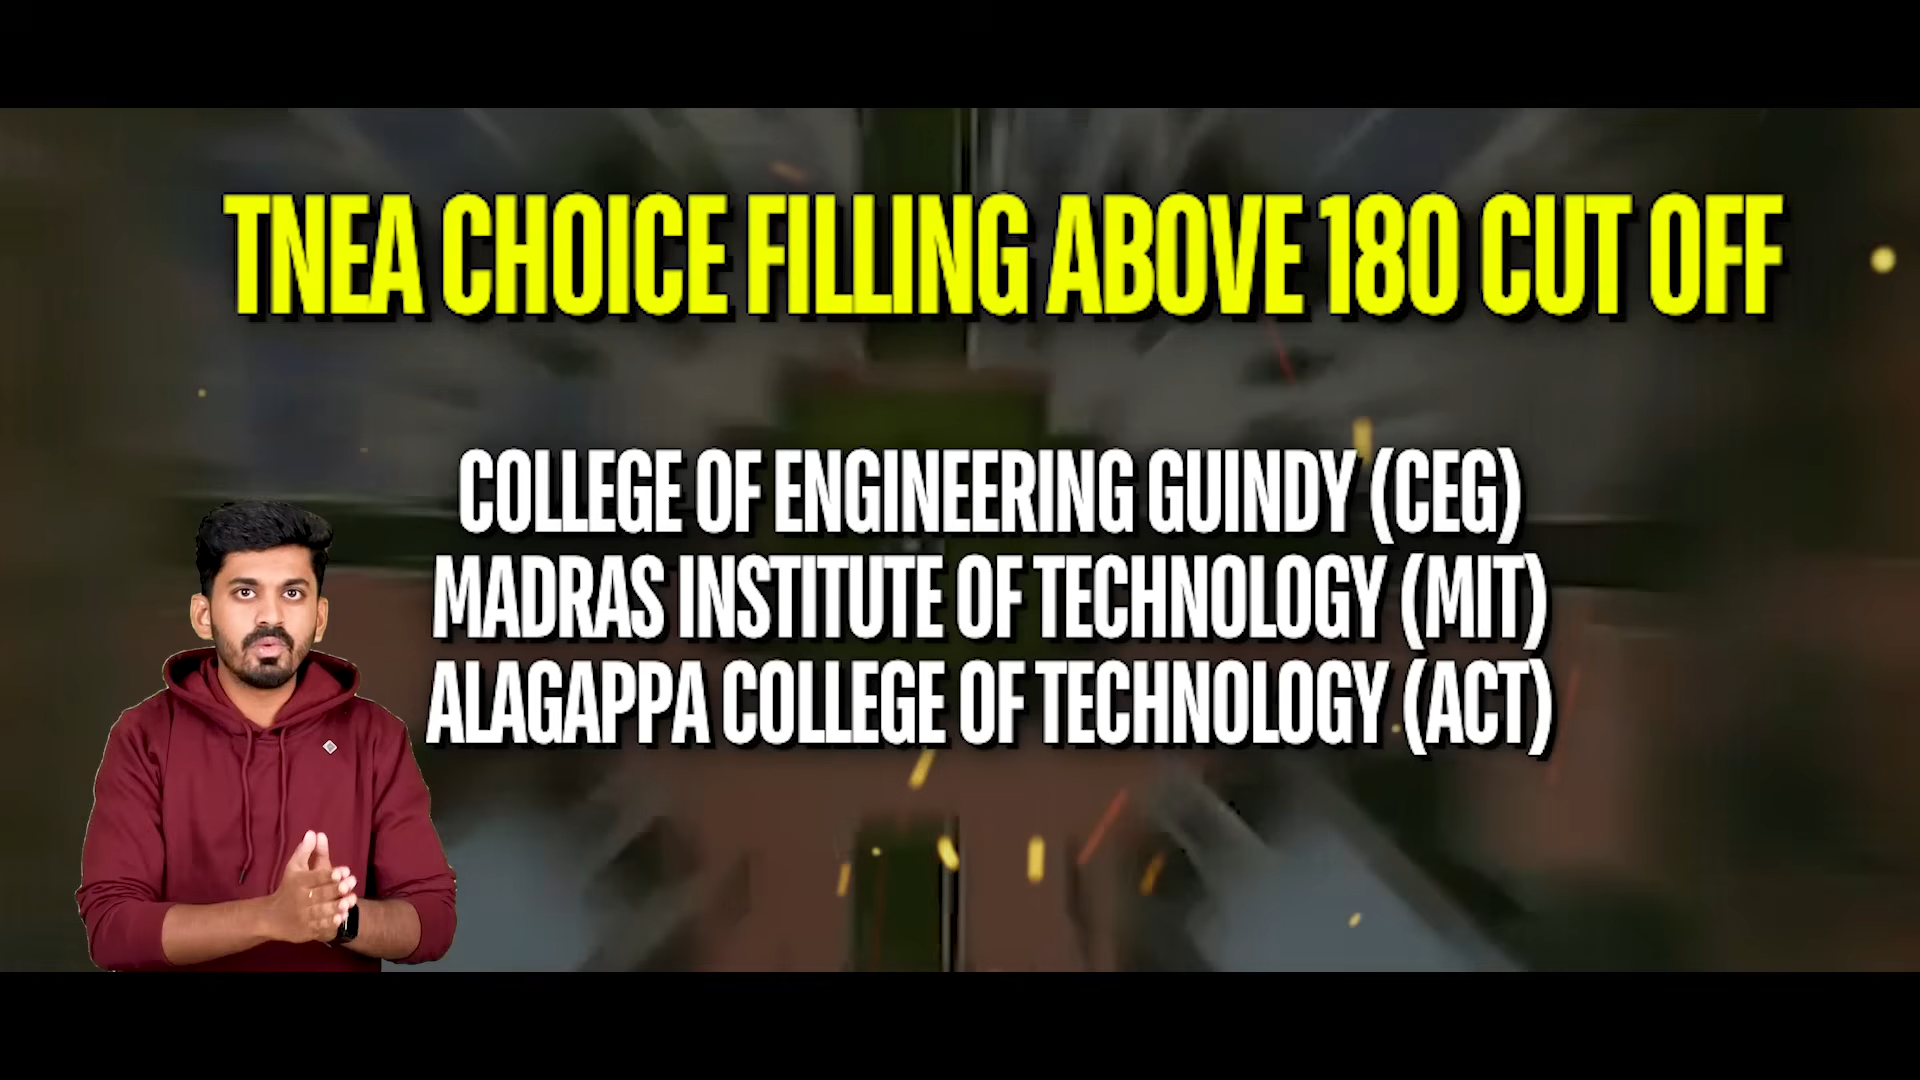 TNEA CHOICE FILLING ABOVE 180 CUT OFF
COLLEGE OF ENGINEERING GUINDY (CEG)
MADRAS INSTITUTE OF TECHNOLOGY (MIT)
ALAGAPPA COLLEGE OF TECHNOLOGY (ACT)